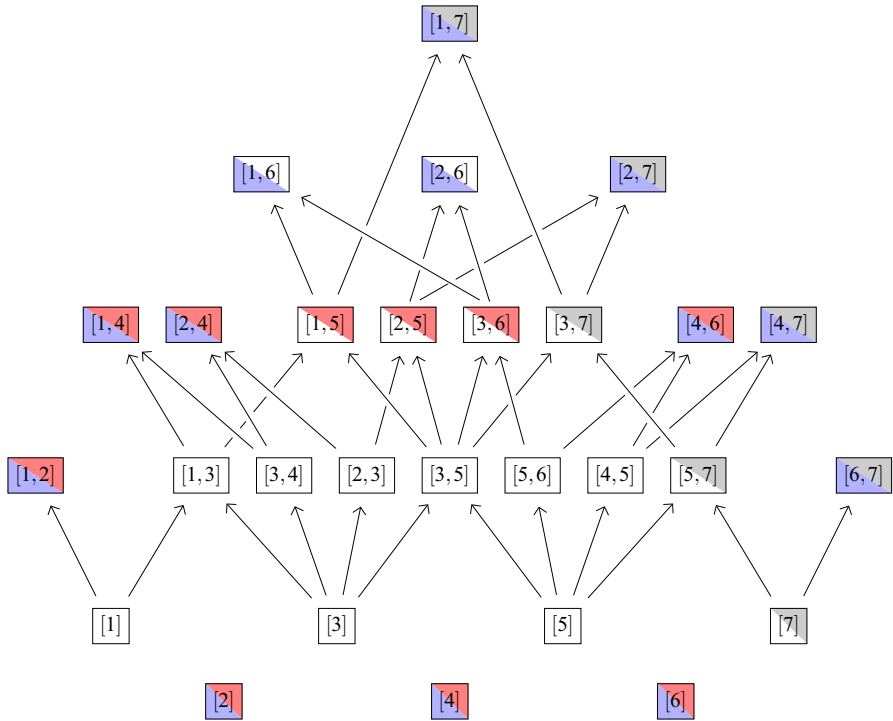 [1, 7]
[1, 6] [2, 6] [2, 7]
[1, 4] [2, 4] [1, 5] [2, 5] [3, 6] [3, 7] [4, 6] [4, 7]
[1, 2] [1, 3] [3, 4] [2, 3] [3, 5] [5, 6] [4, 5] [5, 7] [6, 7]
[1] [3] [5] [7]
[2] [4] [6]